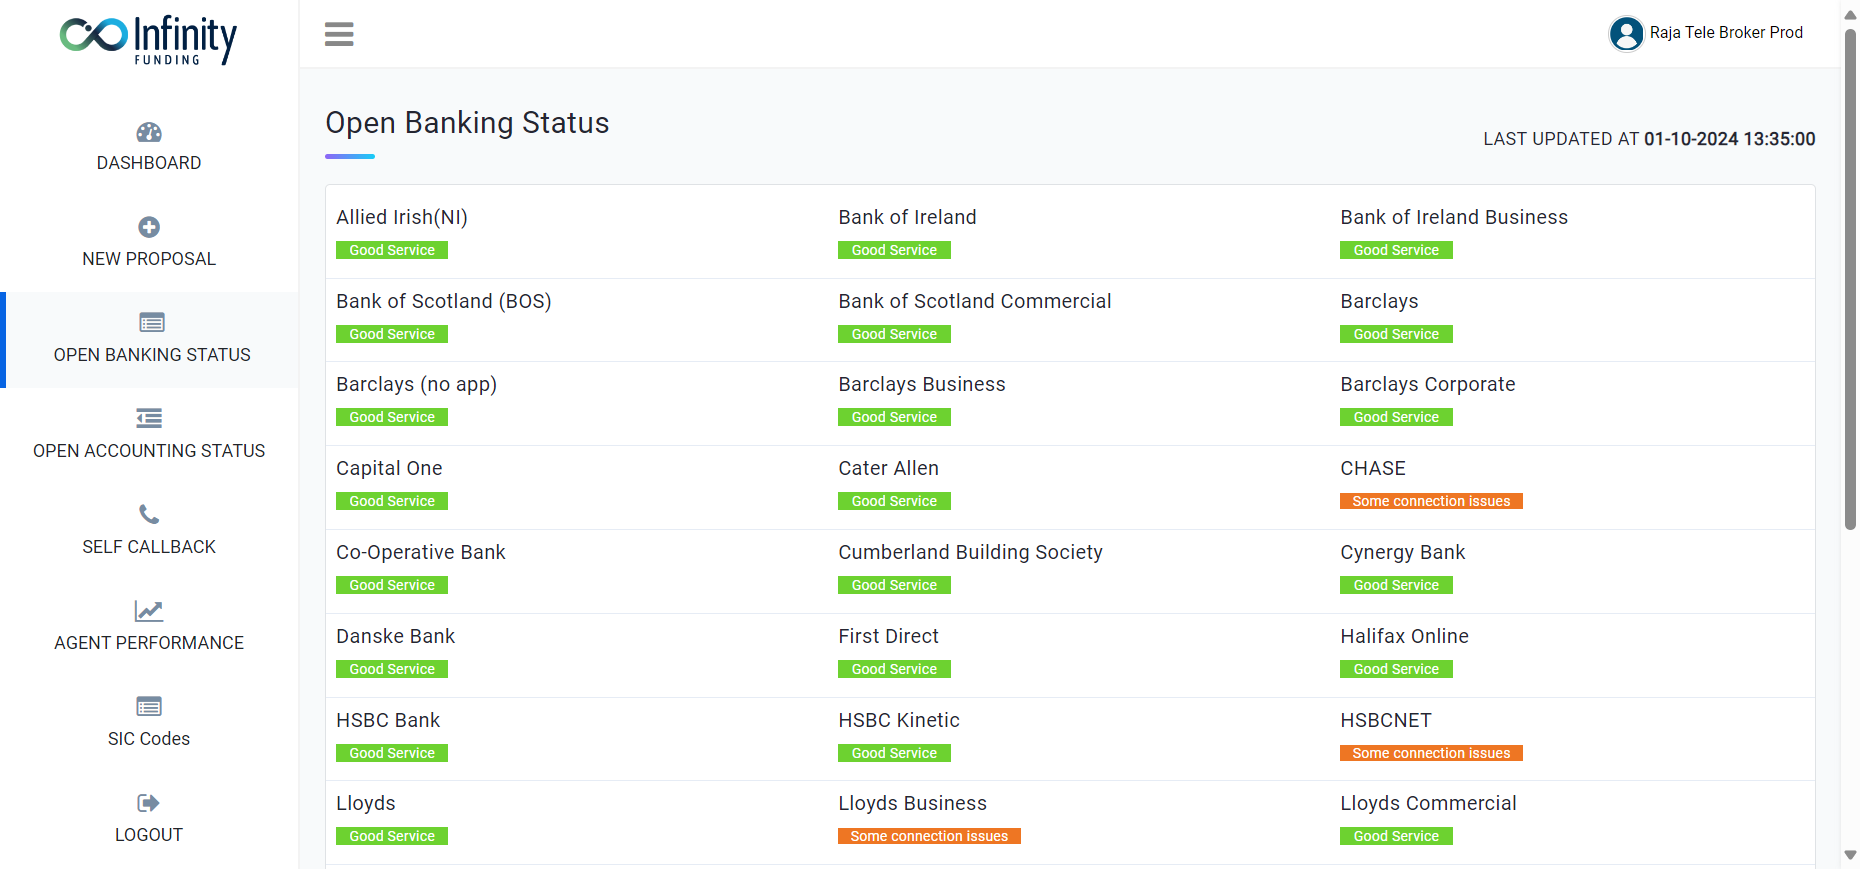 Infinity
FUNDING
Raja Tele Broker Prod
DASHBOARD
NEW PROPOSAL
OPEN BANKING STATUS
OPEN ACCOUNTING STATUS
SELF CALLBACK
AGENT PERFORMANCE
SIC Codes
LOGOUT
Open Banking Status
LAST UPDATED AT 01-10-2024 13:35:00
Allied Irish(NI) Bank of Ireland Bank of Ireland Business
Good Service Good Service Good Service
Bank of Scotland (BOS) Bank of Scotland Commercial Barclays
Good Service Good Service Good Service
Barclays (no app) Barclays Business Barclays Corporate
Good Service Good Service Good Service
Capital One Cater Allen CHASE
Good Service Good Service Some connection issues
Co-Operative Bank Cumberland Building Society Cynergy Bank
Good Service Good Service Good Service
Danske Bank First Direct Halifax Online
Good Service Good Service Good Service
HSBC Bank HSBC Kinetic HSBCNET
Good Service Good Service Some connection issues
Lloyds Lloyds Business Lloyds Commercial
Good Service Some connection issues Good Service